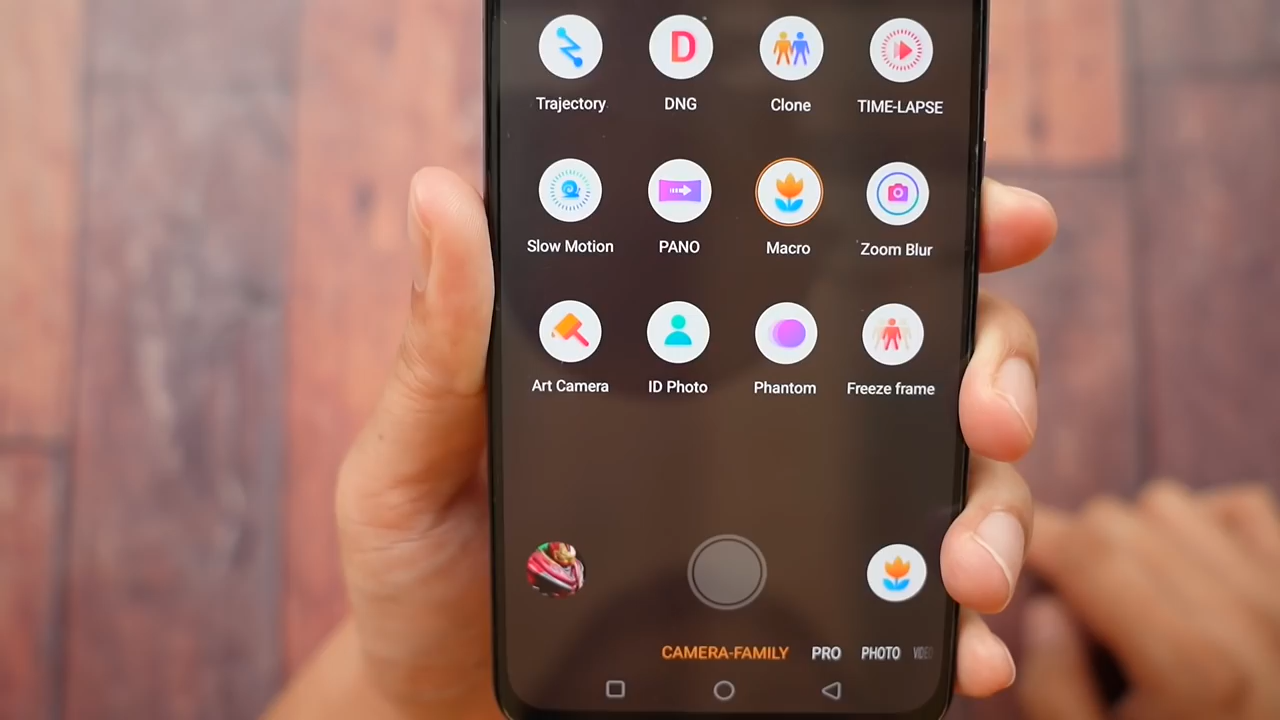 D
Trajectory DNG Clone TIME-LAPSE
Slow Motion PANO Macro Zoom Blur
Art Camera ID Photo Phantom Freeze frame
CAMERA-FAMILY PRO PHOTO VIDEO